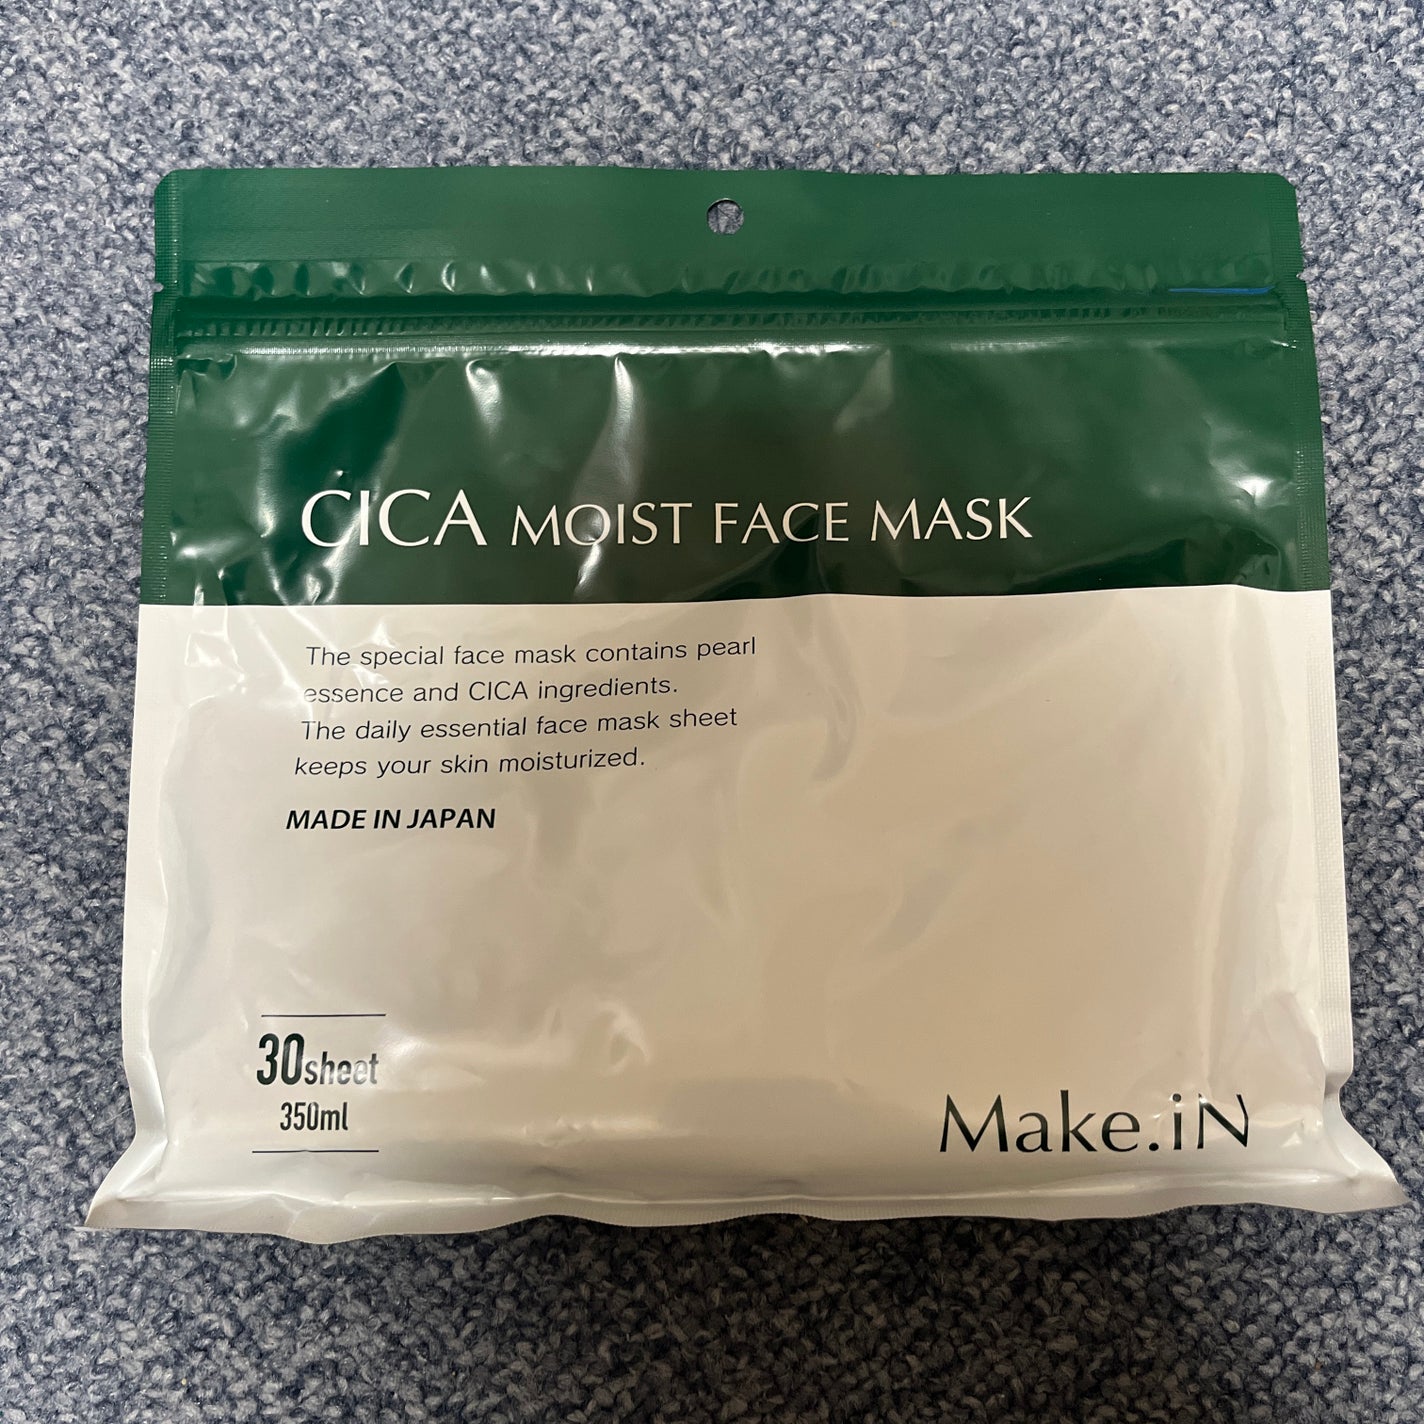 CICA MOIST FACE MASK
The special face mask contains pearl
essence and CICA ingredients.
The daily essential face mask sheet
keeps your skin moisturized.
MADE IN JAPAN
30sheet
350ml
Make.iN